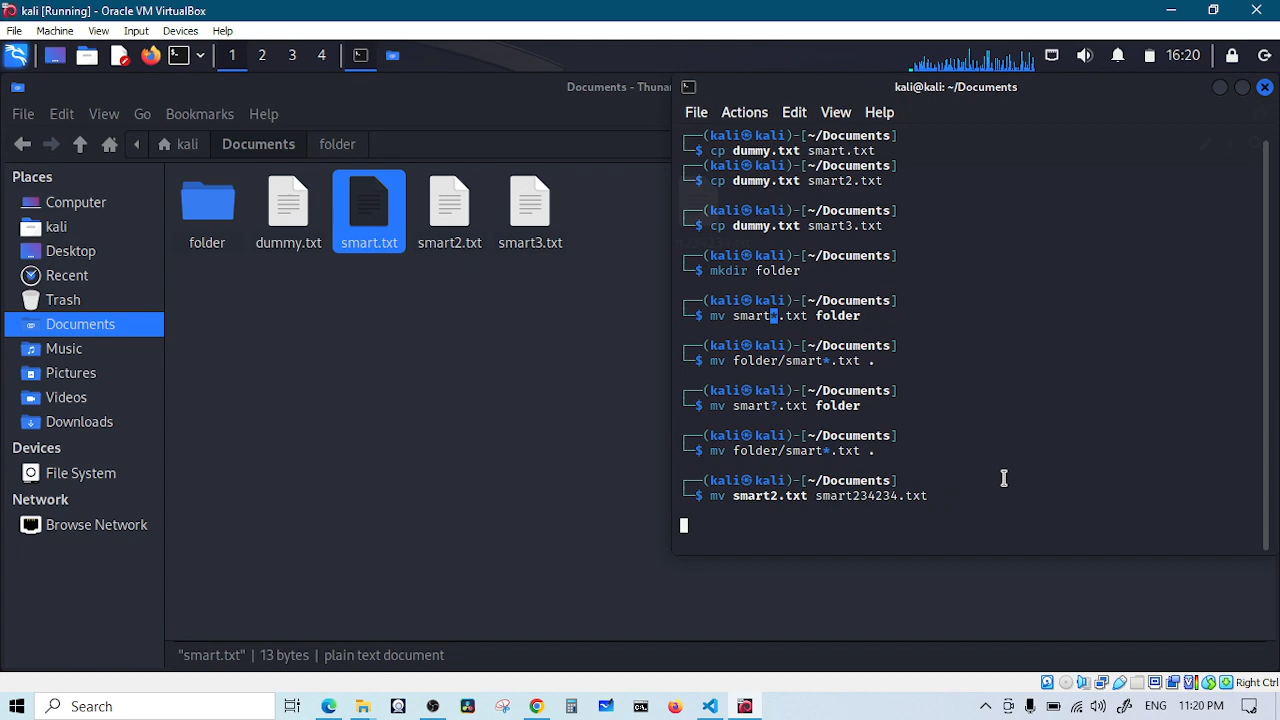 kali [Running] - Oracle VM VirtualBox
File Machine View Input Devices Help
1 2 3 4
16:20
Documents - Thunar
kali@kali: ~/Documents
File Edit View Go Bookmarks Help
File Actions Edit View Help
kali Documents folder
Places
Computer
kali
Desktop
Recent
Trash
Documents
Music
Pictures
Videos
Downloads
Devices
File System
Network
Browse Network
folder dummy.txt smart.txt smart2.txt smart3.txt
"smart.txt" | 13 bytes | plain text document
┌──(kali㉿kali)-[~/Documents]
└─$ cp dummy.txt smart.txt
┌──(kali㉿kali)-[~/Documents]
└─$ cp dummy.txt smart2.txt
┌──(kali㉿kali)-[~/Documents]
└─$ cp dummy.txt smart3.txt
┌──(kali㉿kali)-[~/Documents]
└─$ mkdir folder
┌──(kali㉿kali)-[~/Documents]
└─$ mv smart*.txt folder
┌──(kali㉿kali)-[~/Documents]
└─$ mv folder/smart*.txt .
┌──(kali㉿kali)-[~/Documents]
└─$ mv smart?.txt folder
┌──(kali㉿kali)-[~/Documents]
└─$ mv folder/smart*.txt .
┌──(kali㉿kali)-[~/Documents]
└─$ mv smart2.txt smart234234.txt
Right Ctrl
Search
ENG 11:20 PM